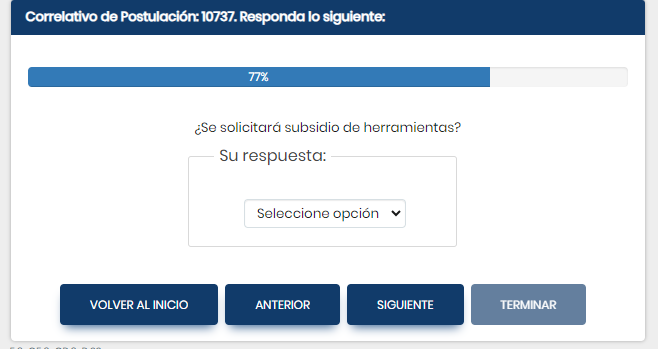 Correlativo de Postulación: 10737. Responda lo siguiente:
77%
¿Se solicitará subsidio de herramientas?
Su respuesta:
Seleccione opción
VOLVER AL INICIO ANTERIOR SIGUIENTE TERMINAR